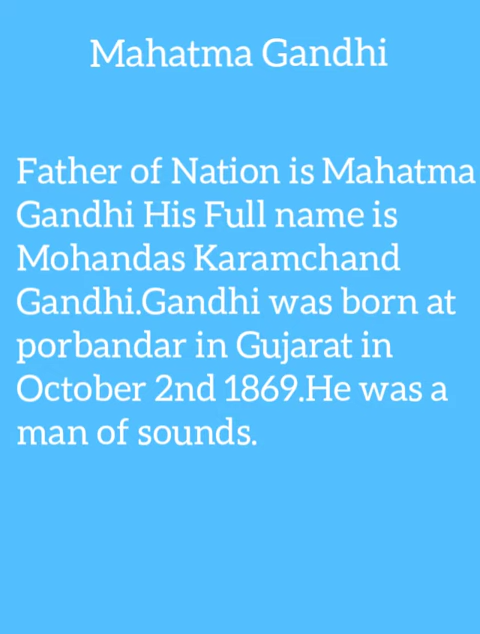 Mahatma Gandhi
Father of Nation is Mahatma
Gandhi His Full name is
Mohandas Karamchand
Gandhi.Gandhi was born at
porbandar in Gujarat in
October 2nd 1869.He was a
man of sounds.